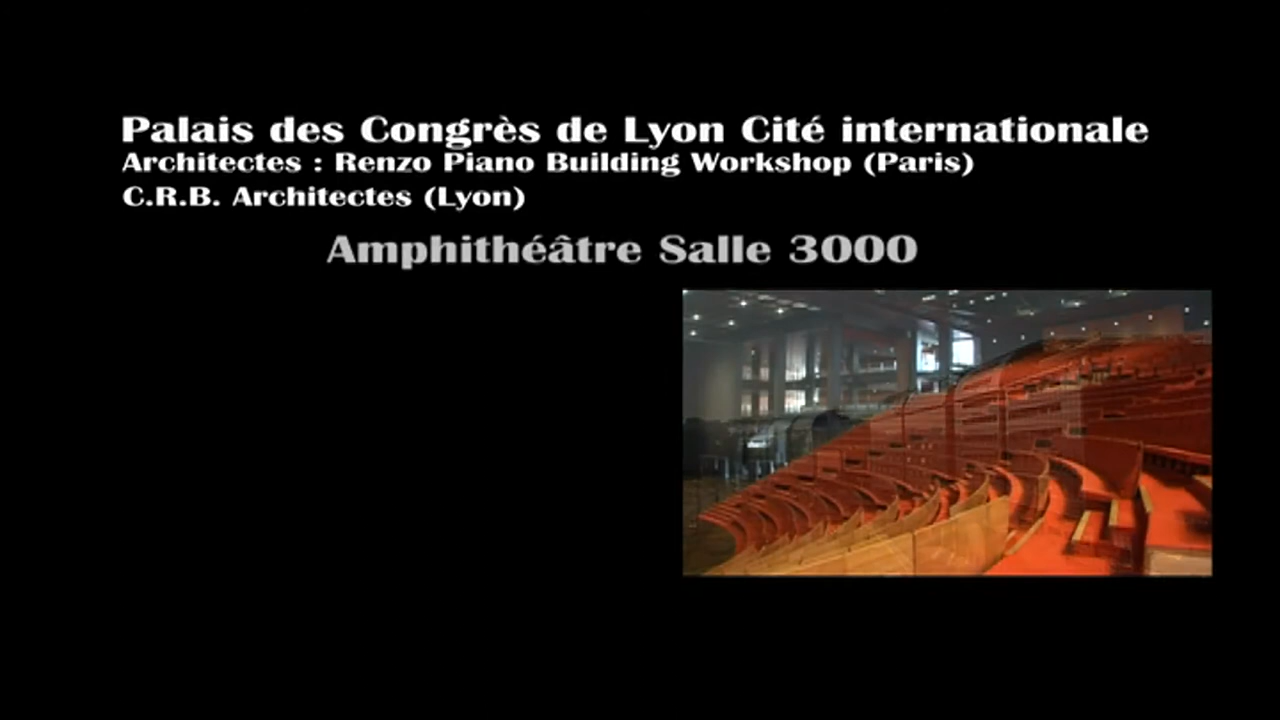 Palais des Congrès de Lyon Cité internationale
Architectes : Renzo Piano Building Workshop (Paris)
C.R.B. Architectes (Lyon)
Amphithéâtre Salle 3000